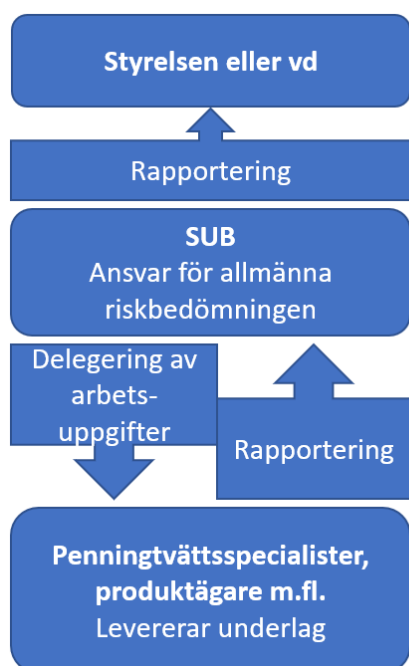 Styrelsen eller vd
Rapportering
SUB
Ansvar för allmänna
riskbedömningen
Delegering av
arbets-
uppgifter
Rapportering
Penningtvättsspecialister,
produktägare m.fl.
Levererar underlag